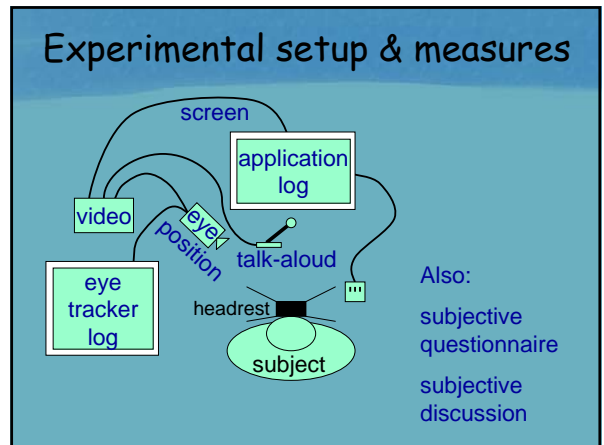 Experimental setup & measures
screen
application
log
video
eye
position
talk-aloud
eye
tracker
log
headrest
subject
Also:
subjective
questionnaire
subjective
discussion